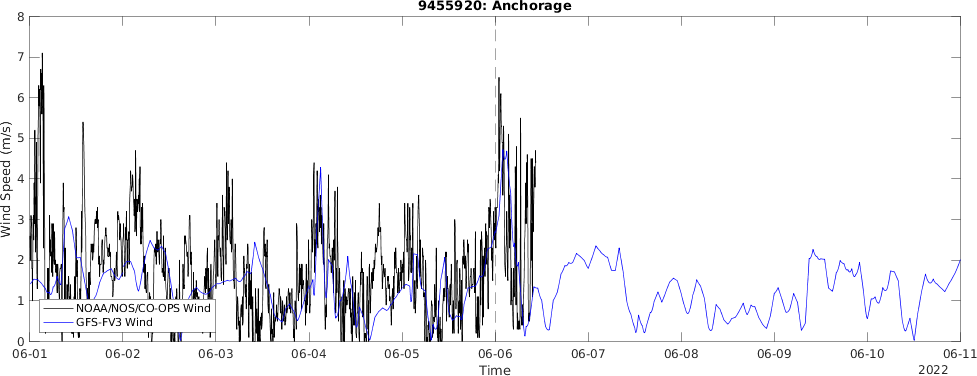 9455920: Anchorage
8
7
6
5
4
3
2
1
0
Wind Speed (m/s)
NOAA/NOS/CO-OPS Wind
GFS-FV3 Wind
06-01 06-02 06-03 06-04 06-05 06-06 06-07 06-08 06-09 06-10 06-11
Time
2022